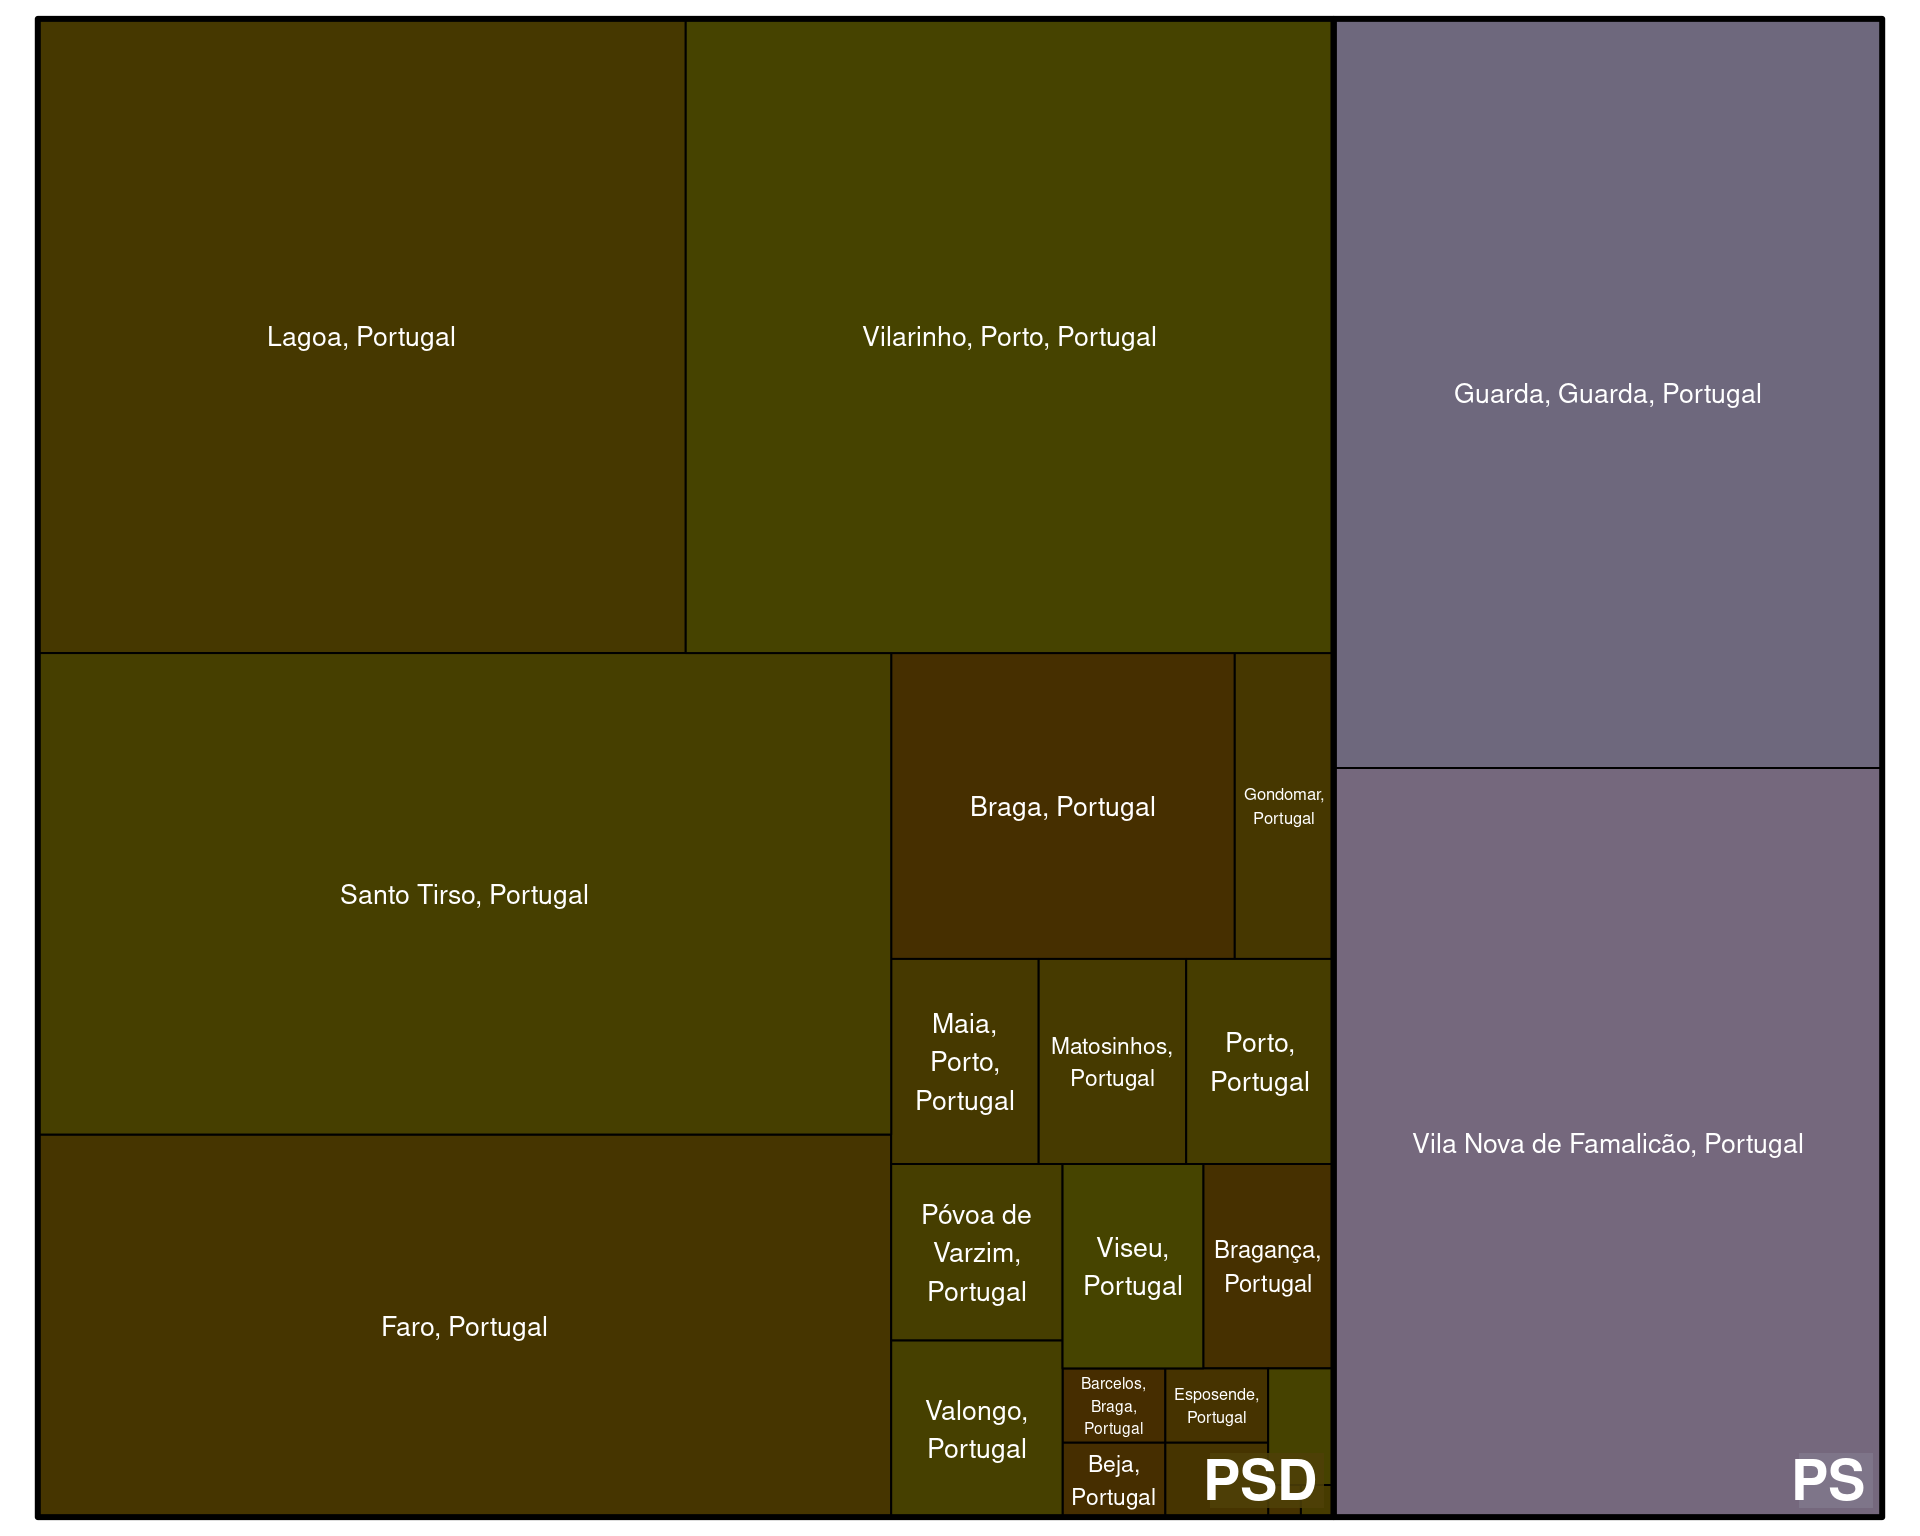 Lagoa, Portugal
Vilarinho, Porto, Portugal
Guarda, Guarda, Portugal
Santo Tirso, Portugal
Braga, Portugal
Gondomar,
Portugal
Maia,
Porto,
Portugal
Matosinhos,
Portugal
Porto,
Portugal
Vila Nova de Famalicão, Portugal
Faro, Portugal
Póvoa de
Varzim,
Portugal
Viseu,
Portugal
Bragança,
Portugal
Valongo,
Portugal
Barcelos,
Braga,
Portugal
Esposende,
Portugal
Beja,
Portugal
PSD
PS